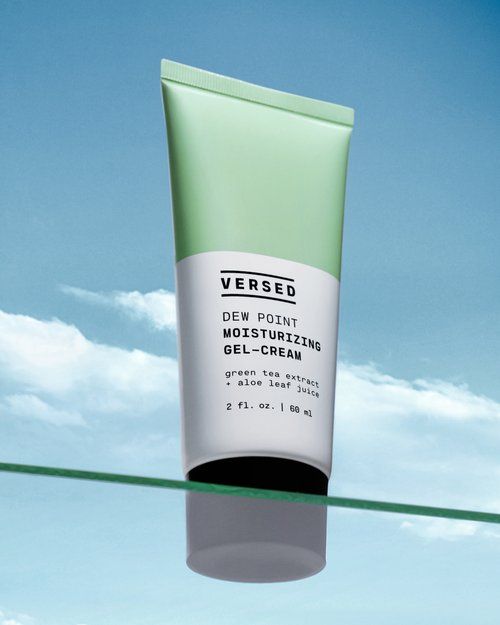 VERSED
DEW POINT
MOISTURIZING
GEL-CREAM
green tea extract
+ aloe leaf juice
2 fl. oz. | 60 ml